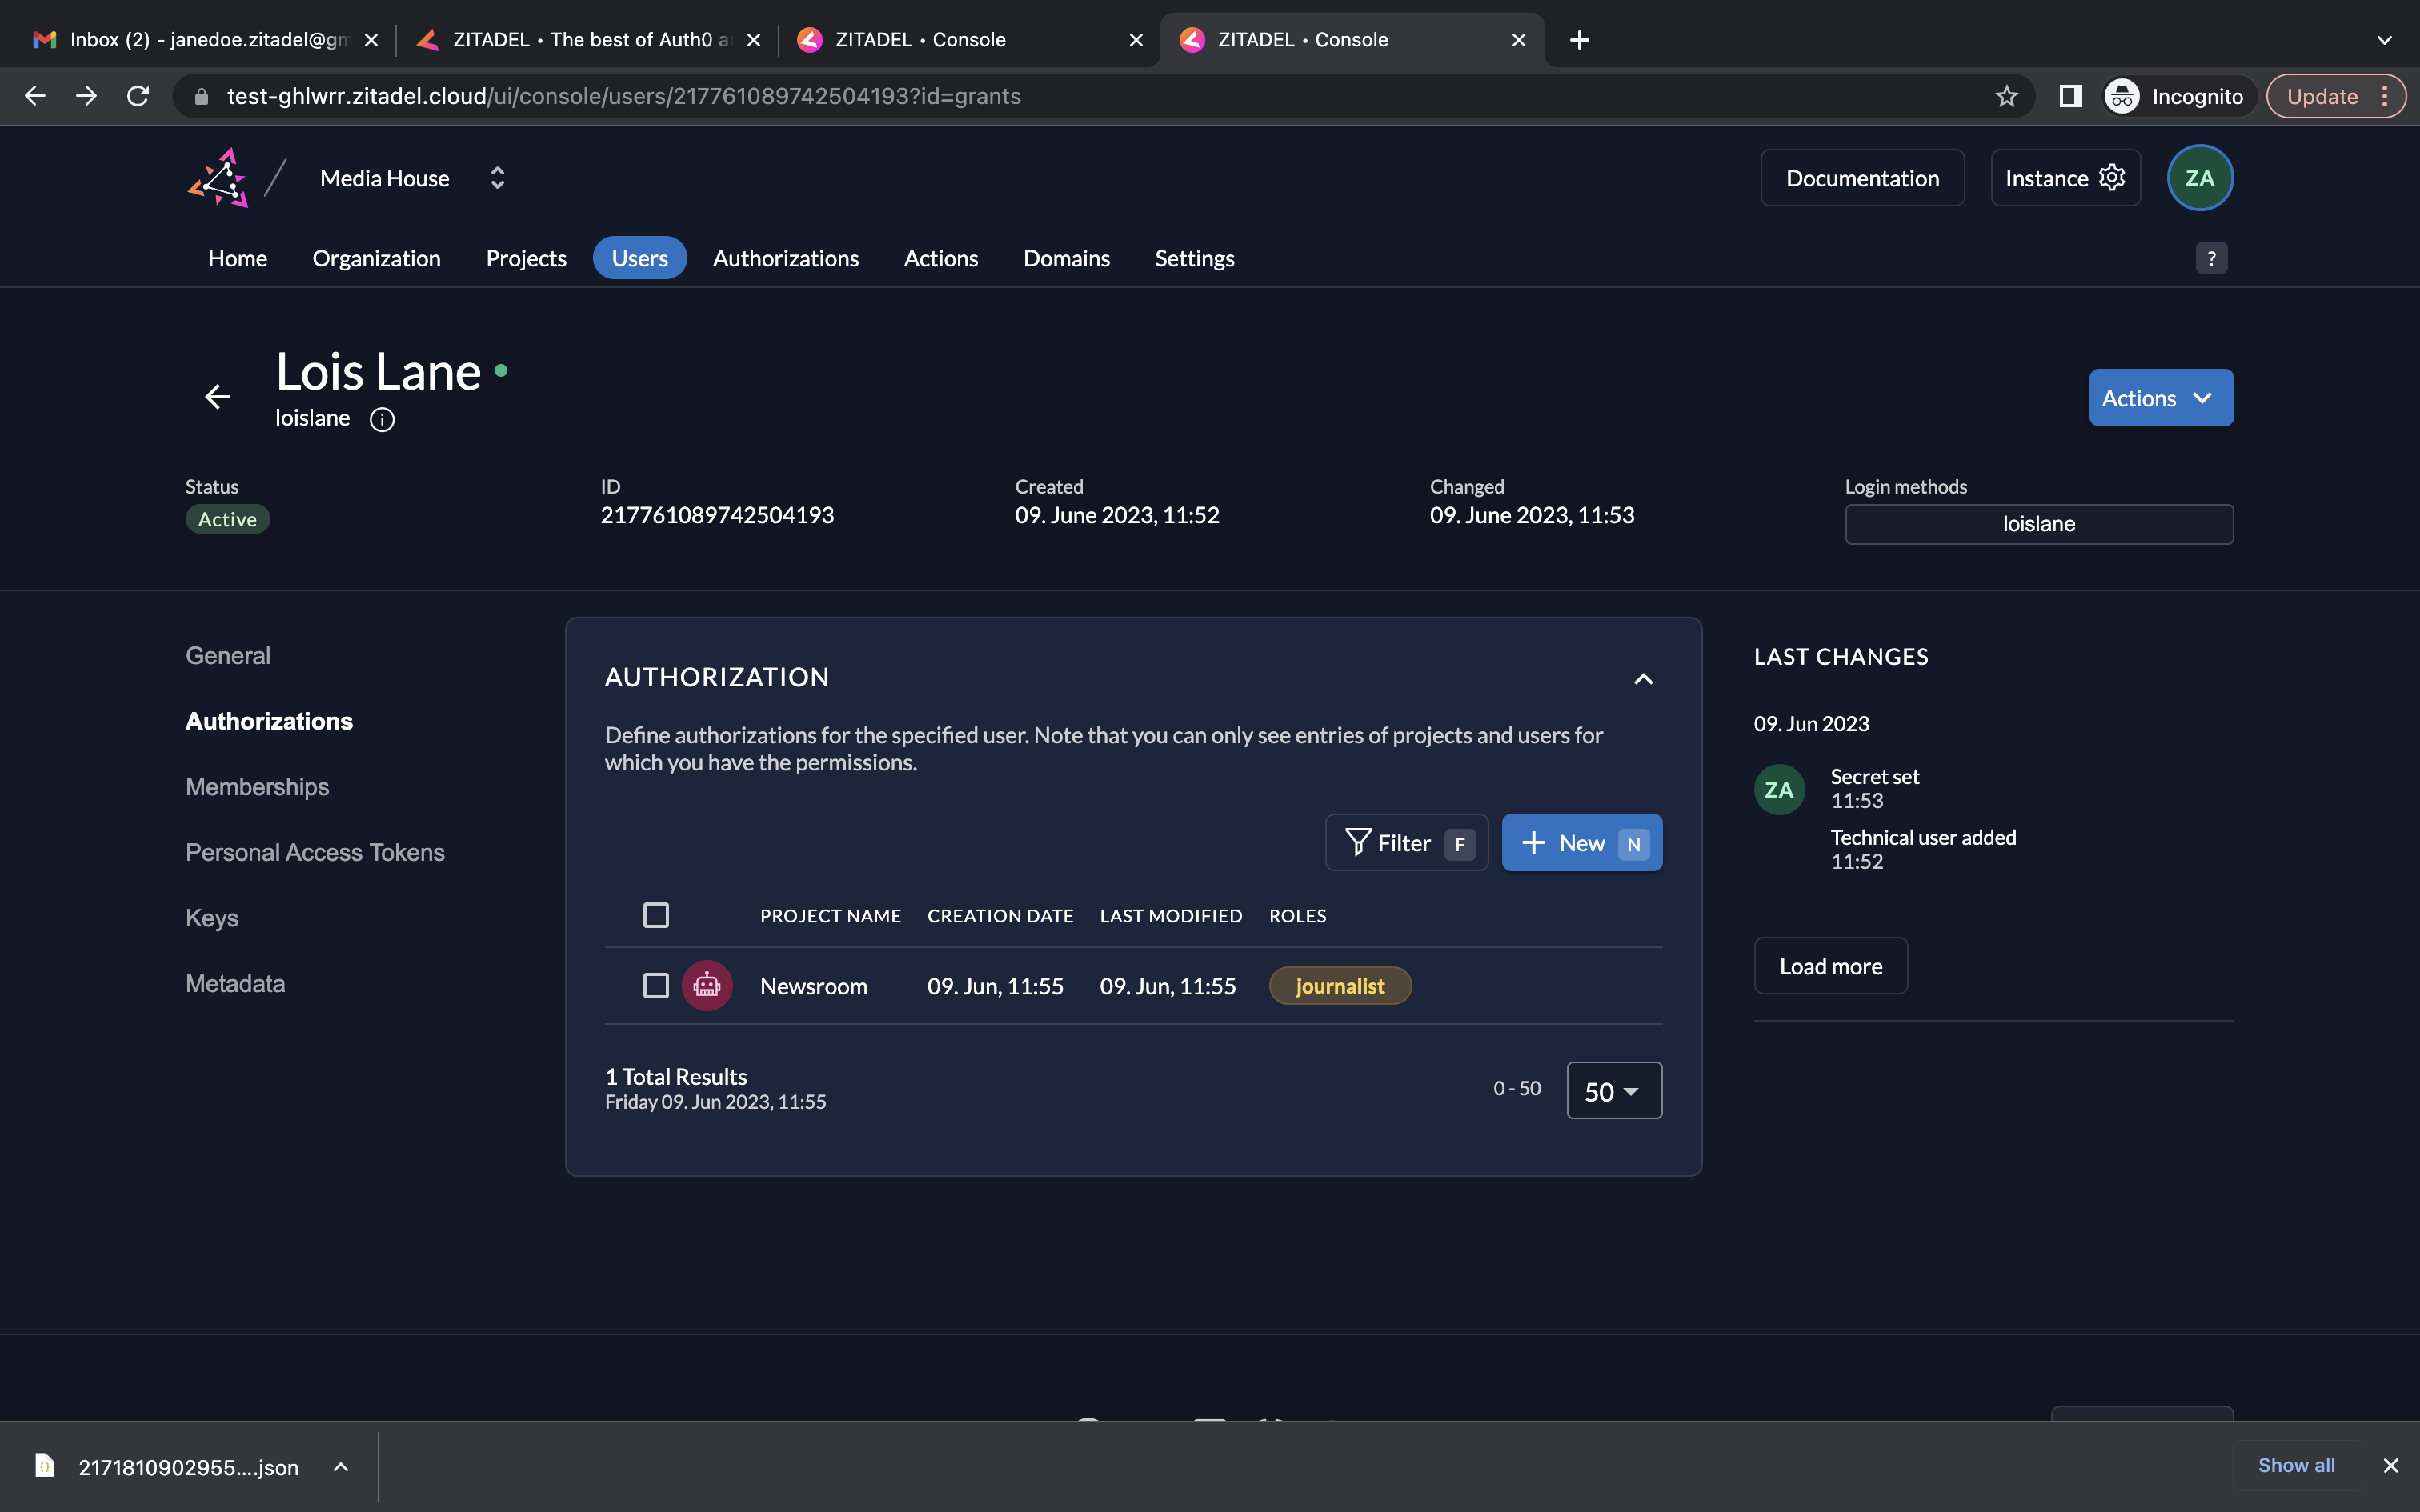 Inbox (2) - janedoe.zitadel@gm
ZITADEL • The best of Auth0 a
ZITADEL • Console
ZITADEL • Console
test-ghlwrr.zitadel.cloud/ui/console/users/217761089742504193?id=grants
Incognito
Update
Media House
Documentation
Instance
ZA
Home
Organization
Projects
Users
Authorizations
Actions
Domains
Settings
?
Lois Lane
loislane
Actions
Status
Active
ID
217761089742504193
Created
09. June 2023, 11:52
Changed
09. June 2023, 11:53
Login methods
loislane
General
Authorizations
Memberships
Personal Access Tokens
Keys
Metadata
AUTHORIZATION
Define authorizations for the specified user. Note that you can only see entries of projects and users for
which you have the permissions.
Filter F
New N
PROJECT NAME CREATION DATE LAST MODIFIED ROLES
Newsroom 09. Jun, 11:55 09. Jun, 11:55 journalist
1 Total Results
Friday 09. Jun 2023, 11:55
0 - 50
50
LAST CHANGES
09. Jun 2023
ZA
Secret set
11:53
Technical user added
11:52
Load more
2171810902955....json
Show all